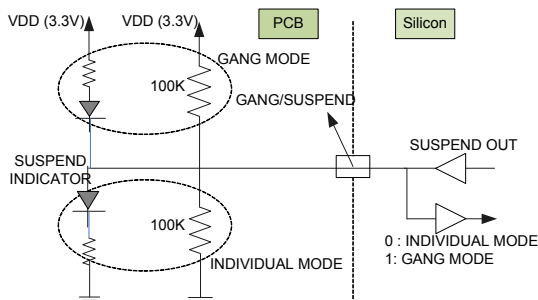 VDD (3.3V) VDD (3.3V)
PCB
Silicon
GANG MODE
100K
GANG/SUSPEND
SUSPEND OUT
SUSPEND
INDICATOR
100K
INDIVIDUAL MODE
0 : INDIVIDUAL MODE
1: GANG MODE